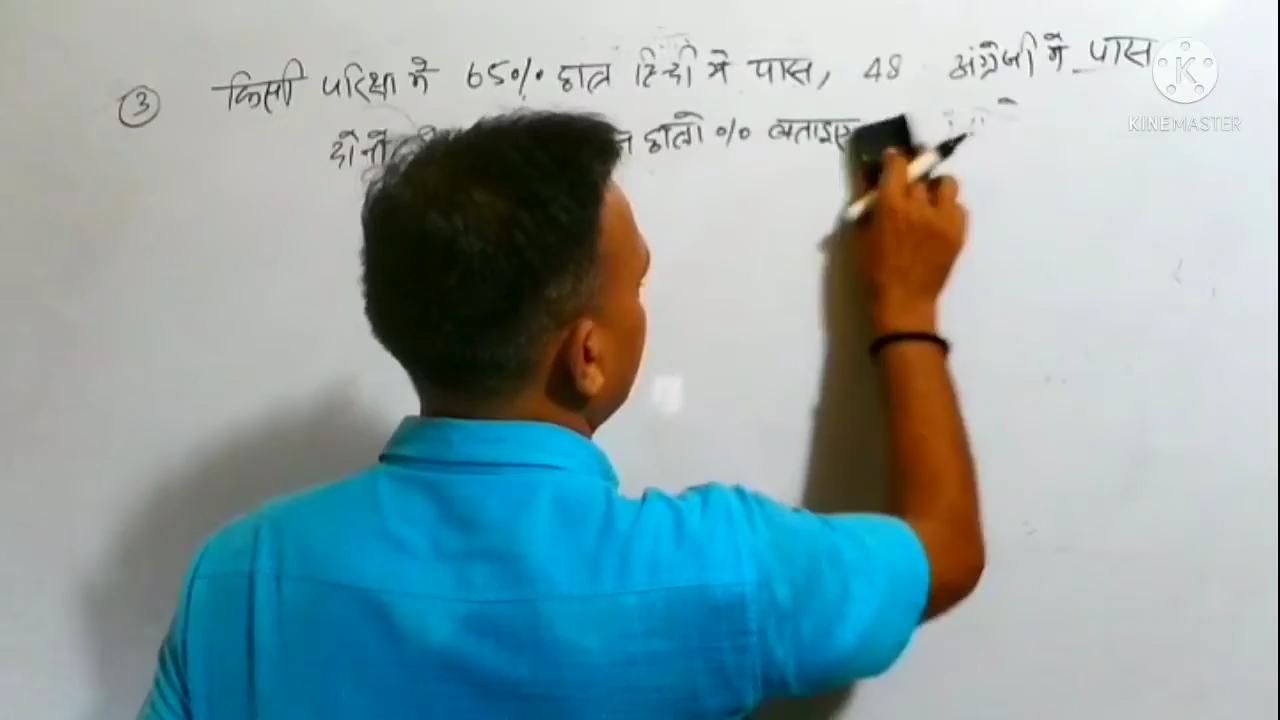 ③ किसी परिक्षा मे 65% छात्र हिन्दी मे पास, 48 अंग्रेजी मे पास
दोनों छात्रो % बताइए
K
KINEMASTER